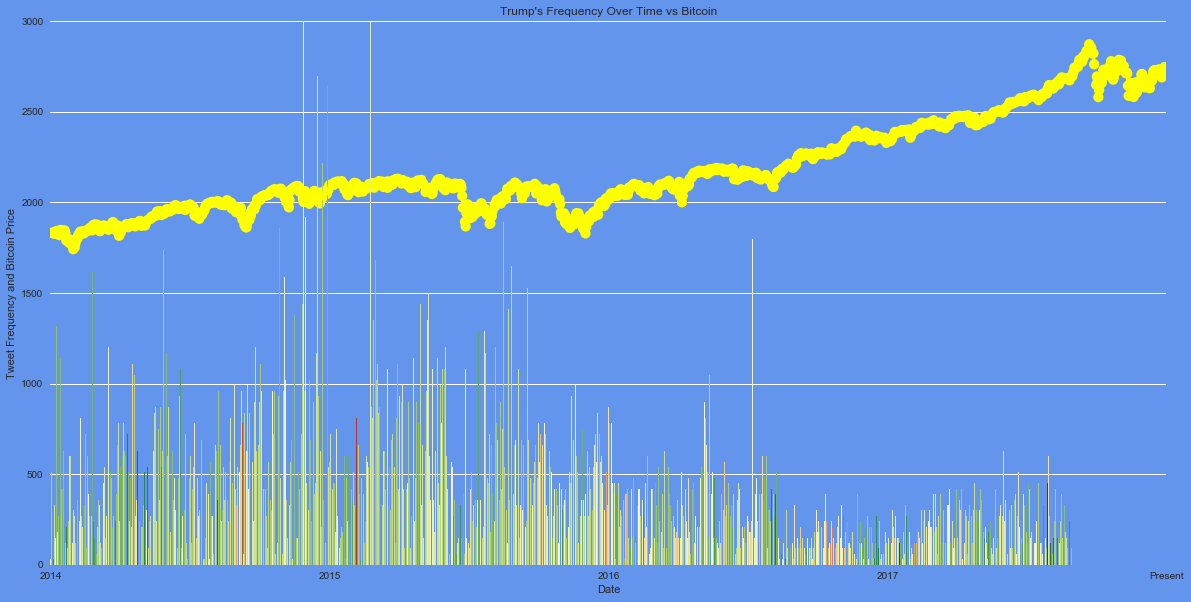 Trump's Frequency Over Time vs Bitcoin
3000
2500
2000
1500
1000
500
0
Tweet Frequency and Bitcoin Price
2014
2015
2016
2017
Present
Date